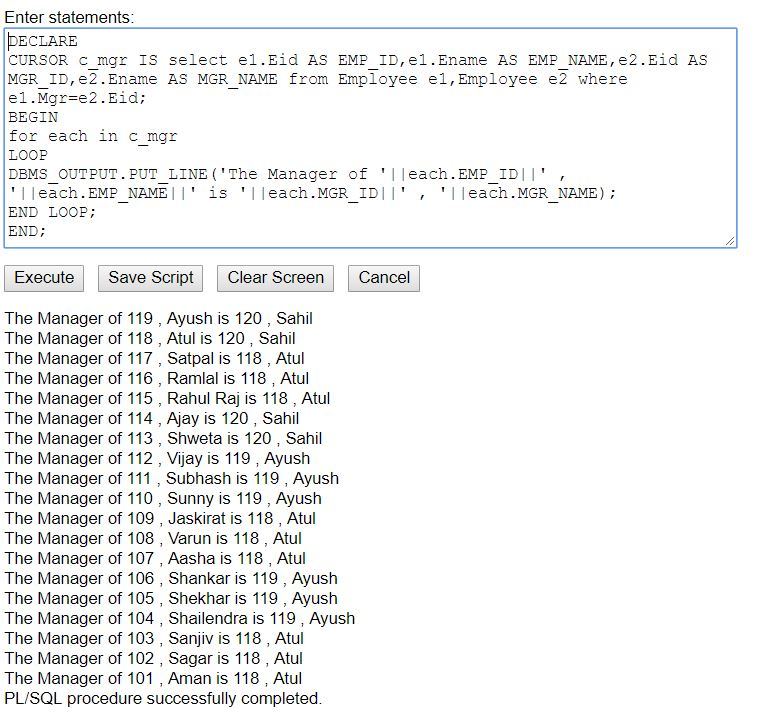 Enter statements:
DECLARE
CURSOR c_mgr IS select e1.Eid AS EMP_ID,e1.Ename AS EMP_NAME,e2.Eid AS
MGR_ID,e2.Ename AS MGR_NAME from Employee e1,Employee e2 where
e1.Mgr=e2.Eid;
BEGIN
for each in c_mgr
LOOP
DBMS_OUTPUT.PUT_LINE('The Manager of '||each.EMP_ID||' ,
'||each.EMP_NAME||' is '||each.MGR_ID||' , '||each.MGR_NAME);
END LOOP;
END;
Execute Save Script Clear Screen Cancel
The Manager of 119 , Ayush is 120 , Sahil
The Manager of 118 , Atul is 120 , Sahil
The Manager of 117 , Satpal is 118 , Atul
The Manager of 116 , Ramlal is 118 , Atul
The Manager of 115 , Rahul Raj is 118 , Atul
The Manager of 114 , Ajay is 120 , Sahil
The Manager of 113 , Shweta is 120 , Sahil
The Manager of 112 , Vijay is 119 , Ayush
The Manager of 111 , Subhash is 119 , Ayush
The Manager of 110 , Sunny is 119 , Ayush
The Manager of 109 , Jaskirat is 118 , Atul
The Manager of 108 , Varun is 118 , Atul
The Manager of 107 , Aasha is 118 , Atul
The Manager of 106 , Shankar is 119 , Ayush
The Manager of 105 , Shekhar is 119 , Ayush
The Manager of 104 , Shailendra is 119 , Ayush
The Manager of 103 , Sanjiv is 118 , Atul
The Manager of 102 , Sagar is 118 , Atul
The Manager of 101 , Aman is 118 , Atul
PL/SQL procedure successfully completed.